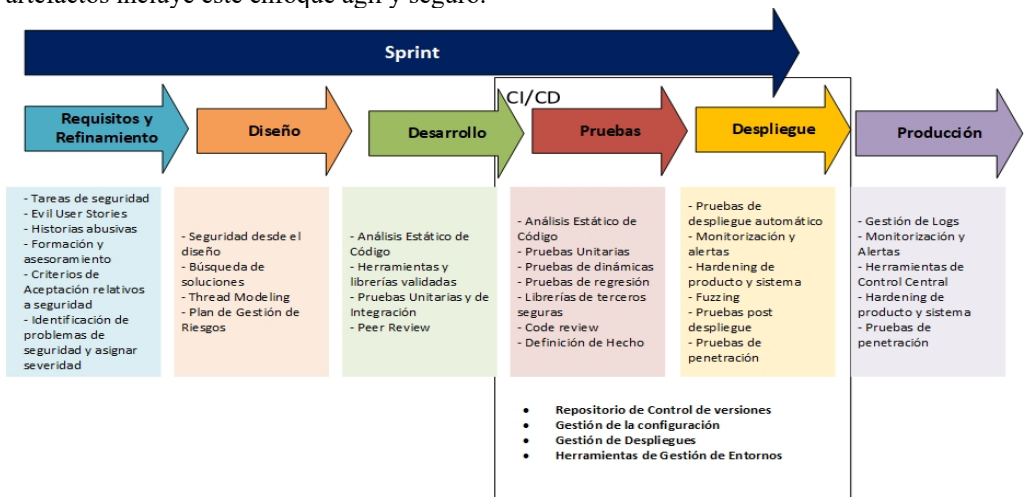 artefactos incluye este enfoque ágil y seguro.
Sprint
CI/CD
Requisitos y
Refinamiento
Diseño
Desarrollo
Pruebas
Despliegue
Producción
- Tareas de seguridad
- Evil User Stories
- Historias abusivas
- Formación y
asesoramiento
- Criterios de
Aceptación relativos
a seguridad
- Identificación de
problemas de
seguridad y asignar
severidad
- Seguridad desde el
diseño
- Búsqueda de
soluciones
- Thread Modeling
- Plan de Gestión de
Riesgos
- Análisis Estático de
Código
- Herramientas y
librerías validadas
- Pruebas Unitarias y de
Integración
- Peer Review
- Análisis Estático de
Código
- Pruebas Unitarias
- Pruebas de dinámicas
- Pruebas de regresión
- Librerías de terceros
seguras
- Code review
- Definición de Hecho
- Pruebas de
despliegue automático
- Monitorización y
alertas
- Hardening de
producto y sistema
- Fuzzing
- Pruebas post
despliegue
- Pruebas de
penetración
- Gestión de Logs
- Monitorización y
Alertas
- Herramientas de
Control Central
- Hardening de
producto y sistema
- Pruebas de
penetración
• Repositorio de Control de versiones
• Gestión de la configuración
• Gestión de Despliegues
• Herramientas de Gestión de Entornos